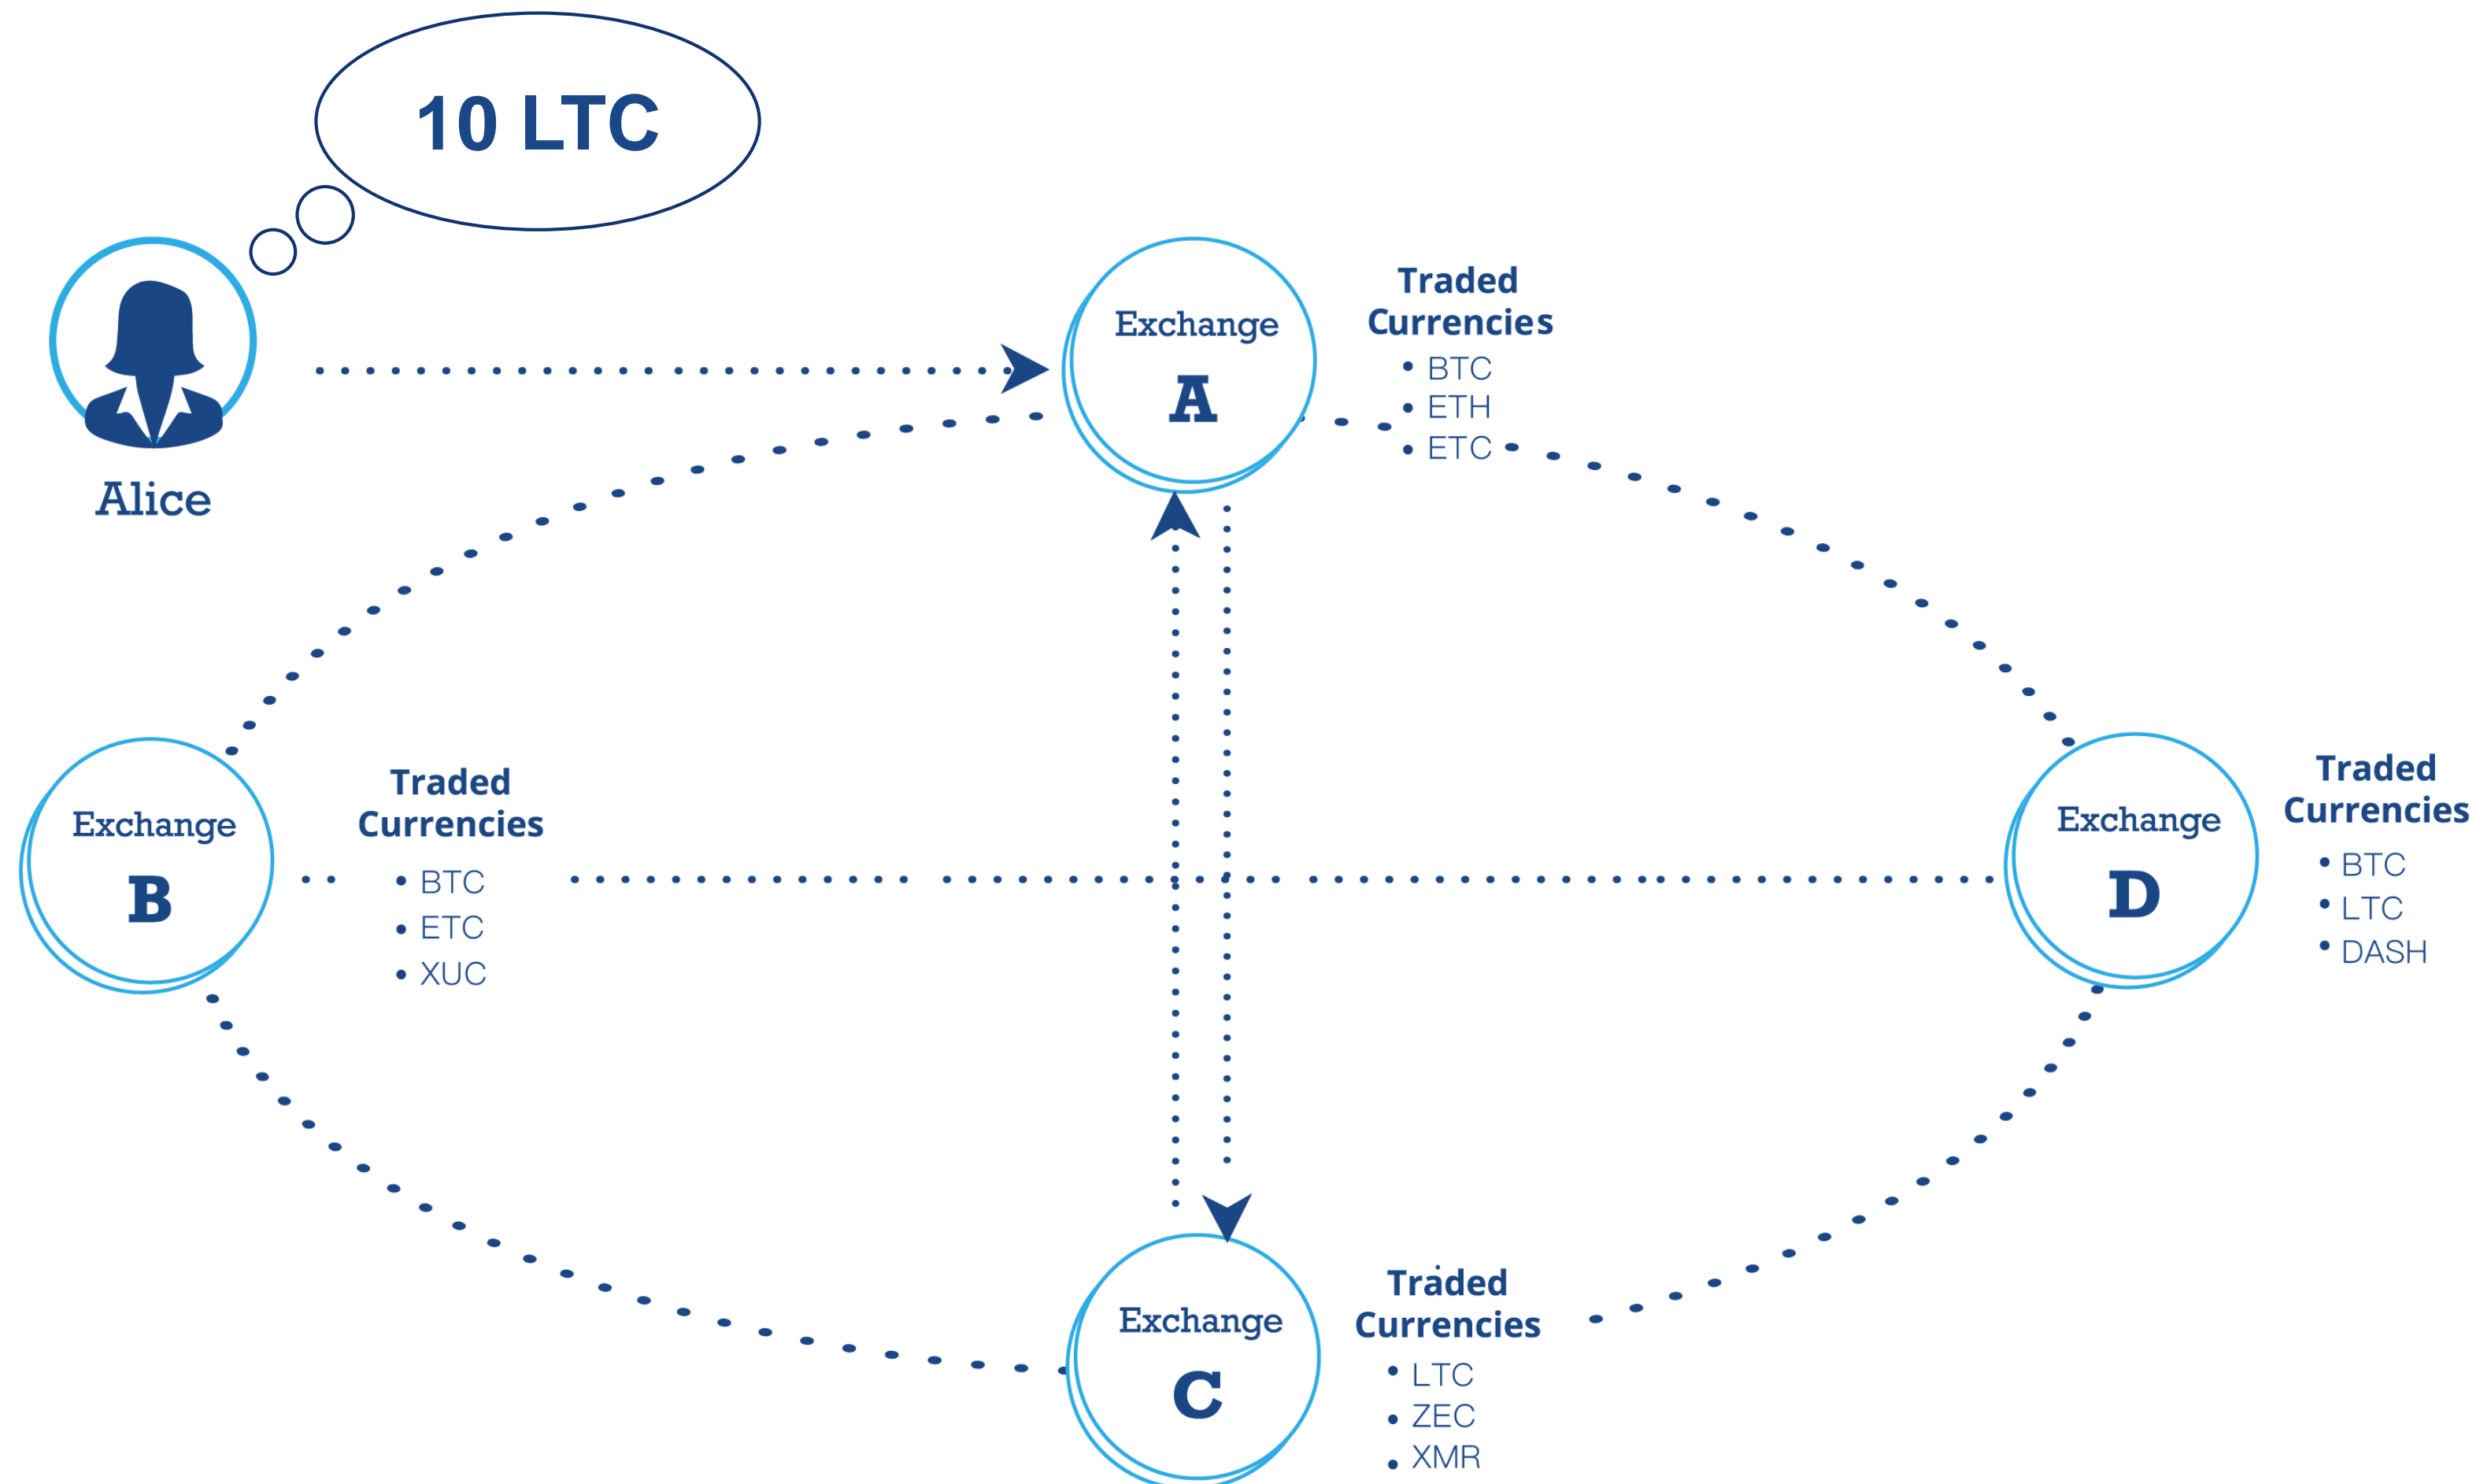 10 LTC
Alice
Exchange
A
Traded
Currencies
• BTC
• ETH
• ETC
Exchange
B
Traded
Currencies
• BTC
• ETC
• XUC
Exchange
D
Traded
Currencies
• BTC
• LTC
• DASH
Exchange
C
Traded
Currencies
• LTC
• ZEC
• XMR